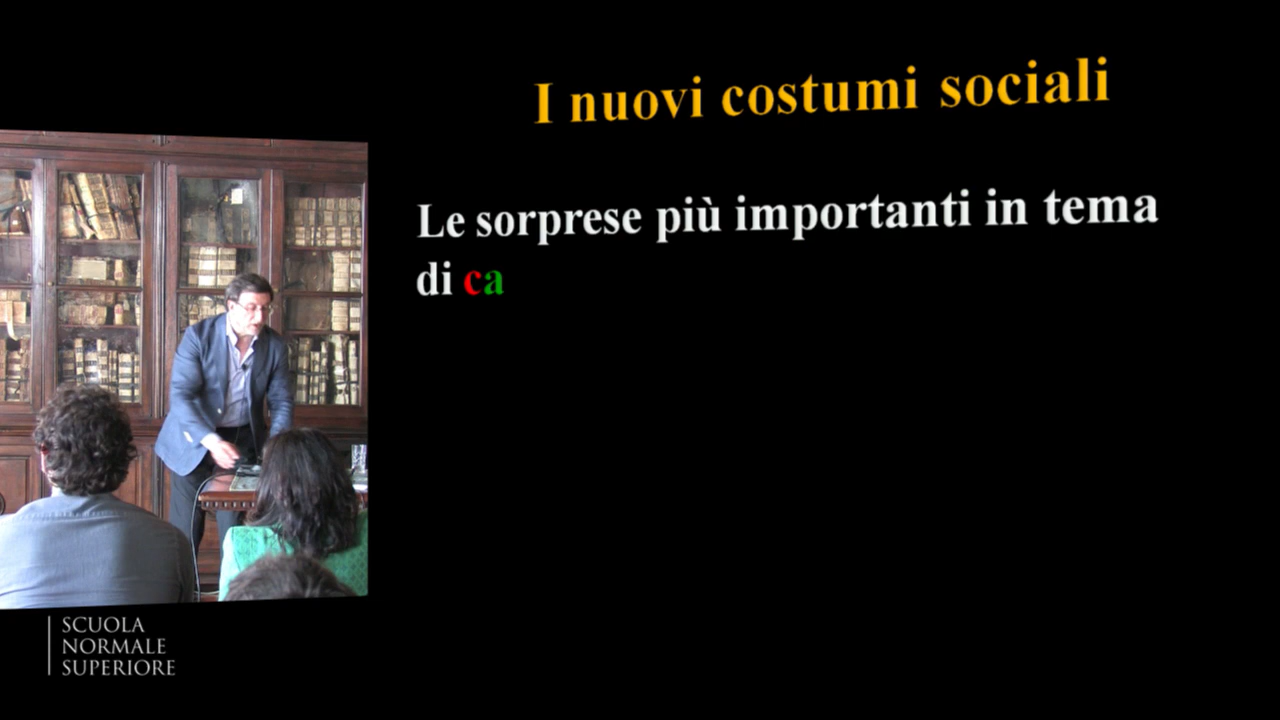 I nuovi costumi sociali
Le sorprese più importanti in tema
di ca
SCUOLA
NORMALE
SUPERIORE